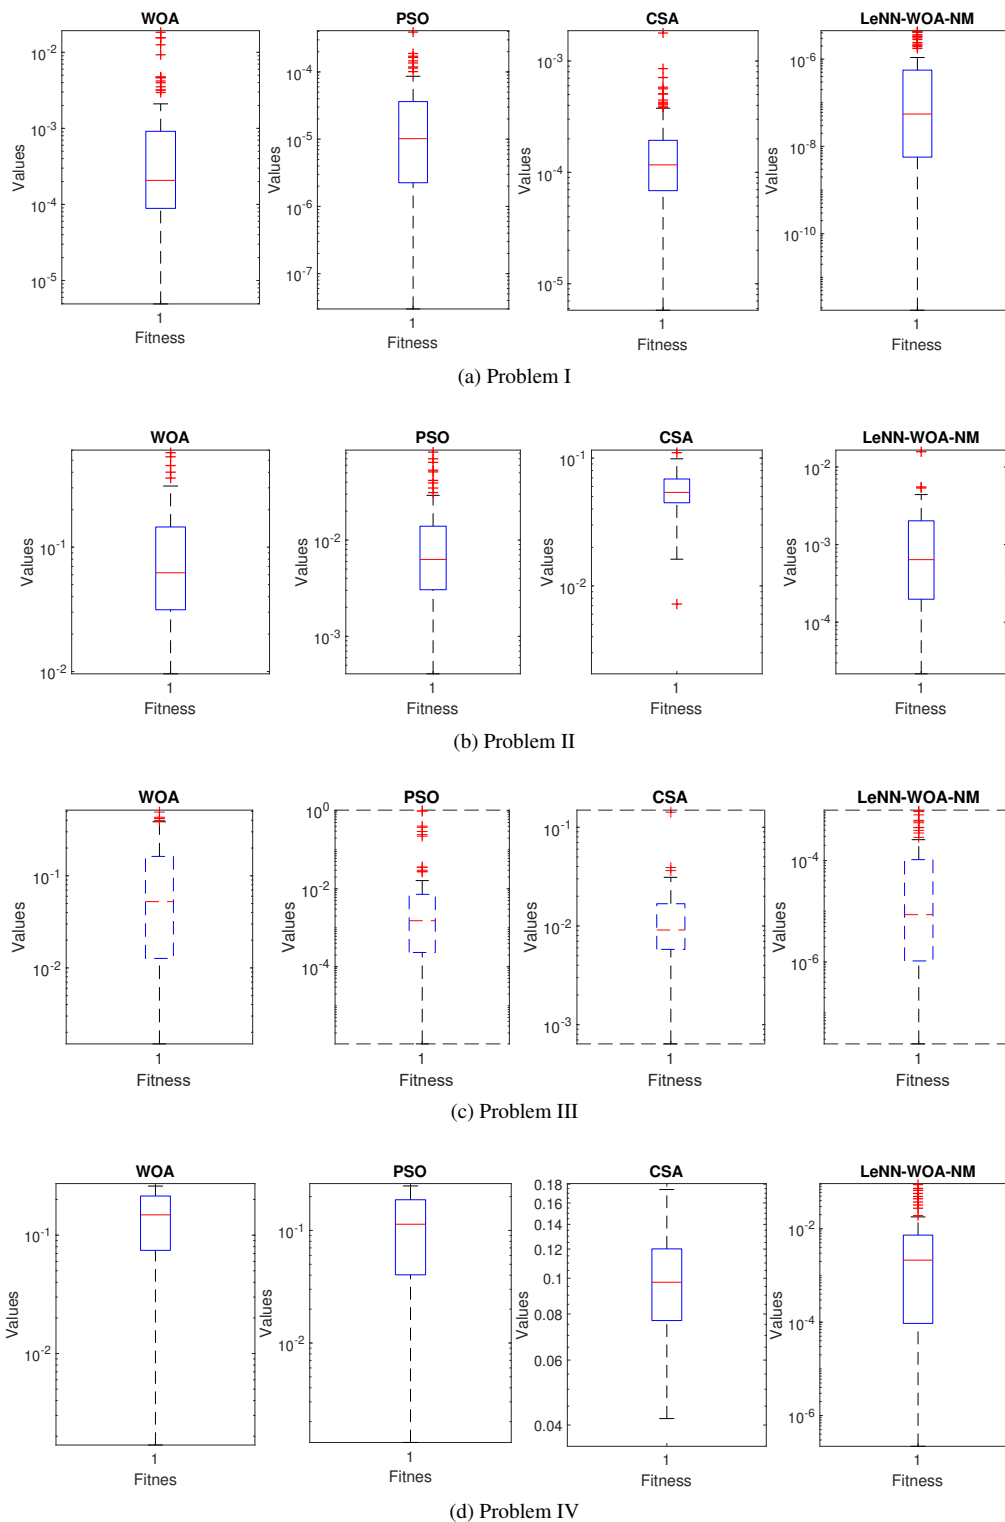 WOA PSO CSA LeNN-WOA-NM
10^-2 10^-3 10^-4 10^-5 Values 1 Fitness
10^-4 10^-5 10^-6 10^-7 Values 1 Fitness
10^-3 10^-4 10^-5 Values 1 Fitness
10^-6 10^-8 10^-10 Values 1 Fitness
(a) Problem I
WOA PSO CSA LeNN-WOA-NM
10^-1 10^-2 Values 1 Fitness
10^-2 10^-3 Values 1 Fitness
10^-1 10^-2 Values 1 Fitness
10^-2 10^-3 10^-4 Values 1 Fitness
(b) Problem II
WOA PSO CSA LeNN-WOA-NM
10^-1 10^-2 Values 1 Fitness
10^0 10^-2 10^-4 Values 1 Fitness
10^-1 10^-2 10^-3 Values 1 Fitness
10^-4 10^-6 Values 1 Fitness
(c) Problem III
WOA PSO CSA LeNN-WOA-NM
10^-1 10^-2 Values 1 Fitnes
10^-1 10^-2 Values 1 Fitness
0.18 0.16 0.14 0.12 0.1 0.08 0.06 0.04 Values 1 Fitness
10^-2 10^-4 10^-6 Values 1 Fitness
(d) Problem IV